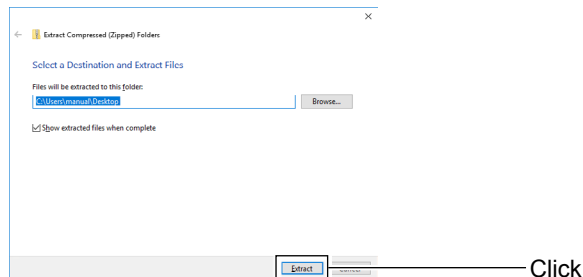 Extract Compressed (Zipped) Folders
Select a Destination and Extract Files
Files will be extracted to this folder:
C:\Users\manual\Desktop
Browse...
Show extracted files when complete
Extract
Click